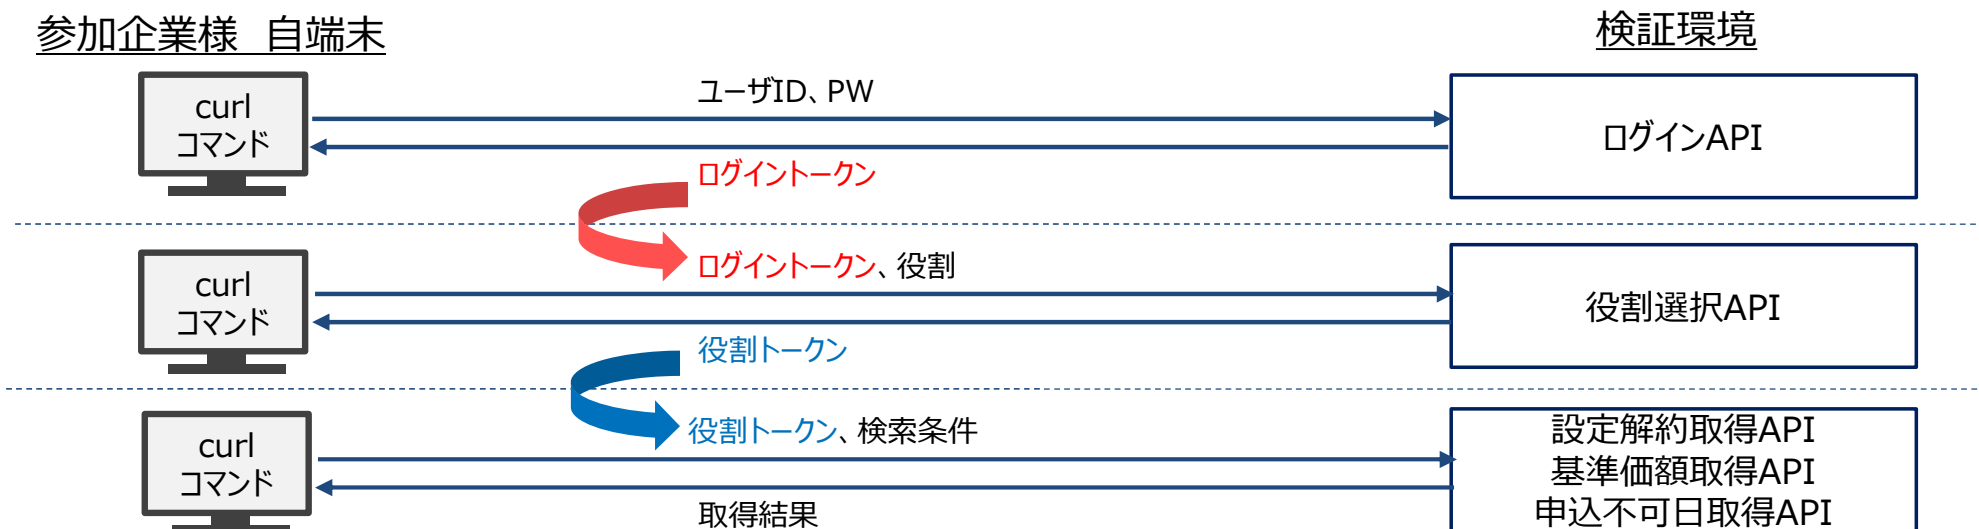 参加企業様　自端末
検証環境
curl
コマンド
ユーザID、PW
ログインAPI
ログイントークン
curl
コマンド
ログイントークン、役割
役割選択API
役割トークン
curl
コマンド
役割トークン、検索条件
設定解約取得API
基準価額取得API
申込不可日取得API
取得結果